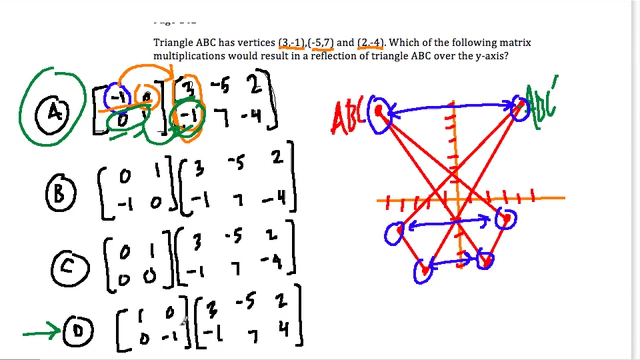 Triangle ABC has vertices (3,-1),(-5,7) and (2,-4). Which of the following matrix
multiplications would result in a reflection of triangle ABC over the y-axis?
A [-1 0 3 -5 2
0 1] [-1 7 -4]
B [0 1 3 -5 2
-1 0] [-1 7 -4]
C [0 1 3 -5 2
0 0] [-1 7 -4]
D [1 0 3 -5 2
0 -1] [-1 7 4]
ABC ABC'